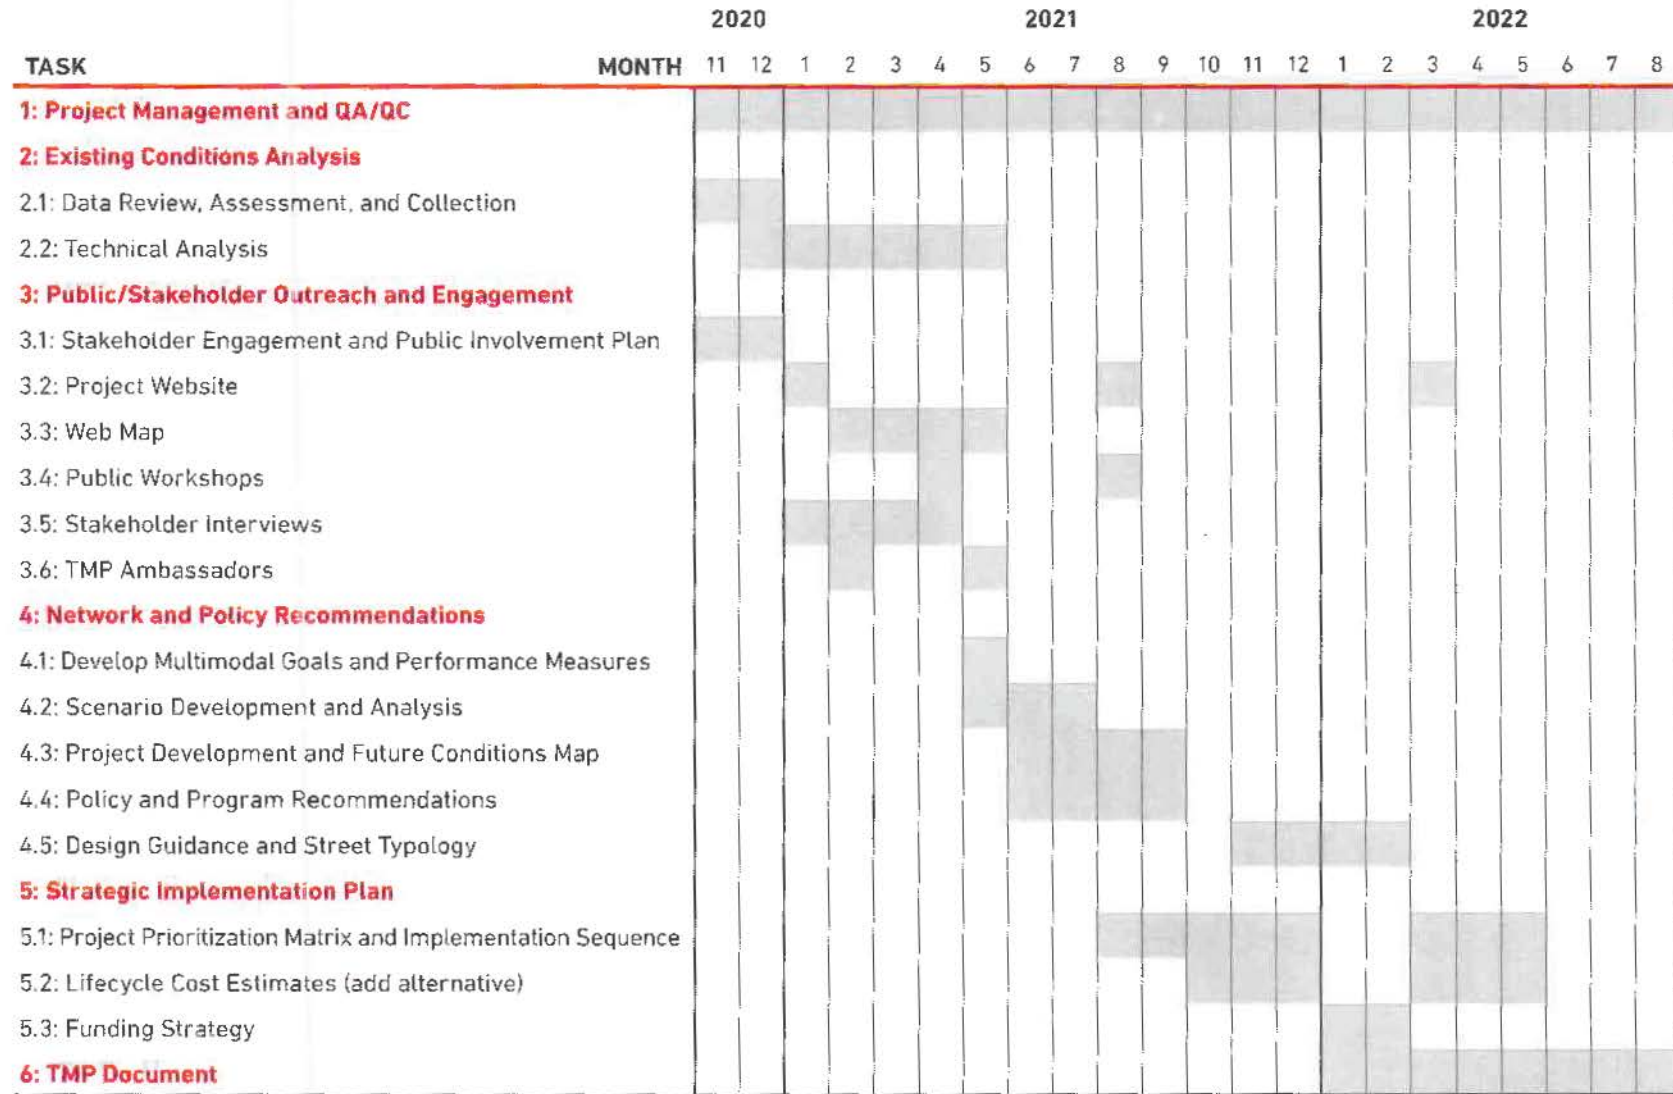 2020 2021 2022
TASK MONTH 11 12 1 2 3 4 5 6 7 8 9 10 11 12 1 2 3 4 5 6 7 8
1: Project Management and QA/QC
2: Existing Conditions Analysis
2.1: Data Review, Assessment, and Collection
2.2: Technical Analysis
3: Public/Stakeholder Outreach and Engagement
3.1: Stakeholder Engagement and Public Involvement Plan
3.2: Project Website
3.3: Web Map
3.4: Public Workshops
3.5: Stakeholder Interviews
3.6: TMP Ambassadors
4: Network and Policy Recommendations
4.1: Develop Multimodal Goals and Performance Measures
4.2: Scenario Development and Analysis
4.3: Project Development and Future Conditions Map
4.4: Policy and Program Recommendations
4.5: Design Guidance and Street Typology
5: Strategic Implementation Plan
5.1: Project Prioritization Matrix and Implementation Sequence
5.2: Lifecycle Cost Estimates (add alternative)
5.3: Funding Strategy
6: TMP Document